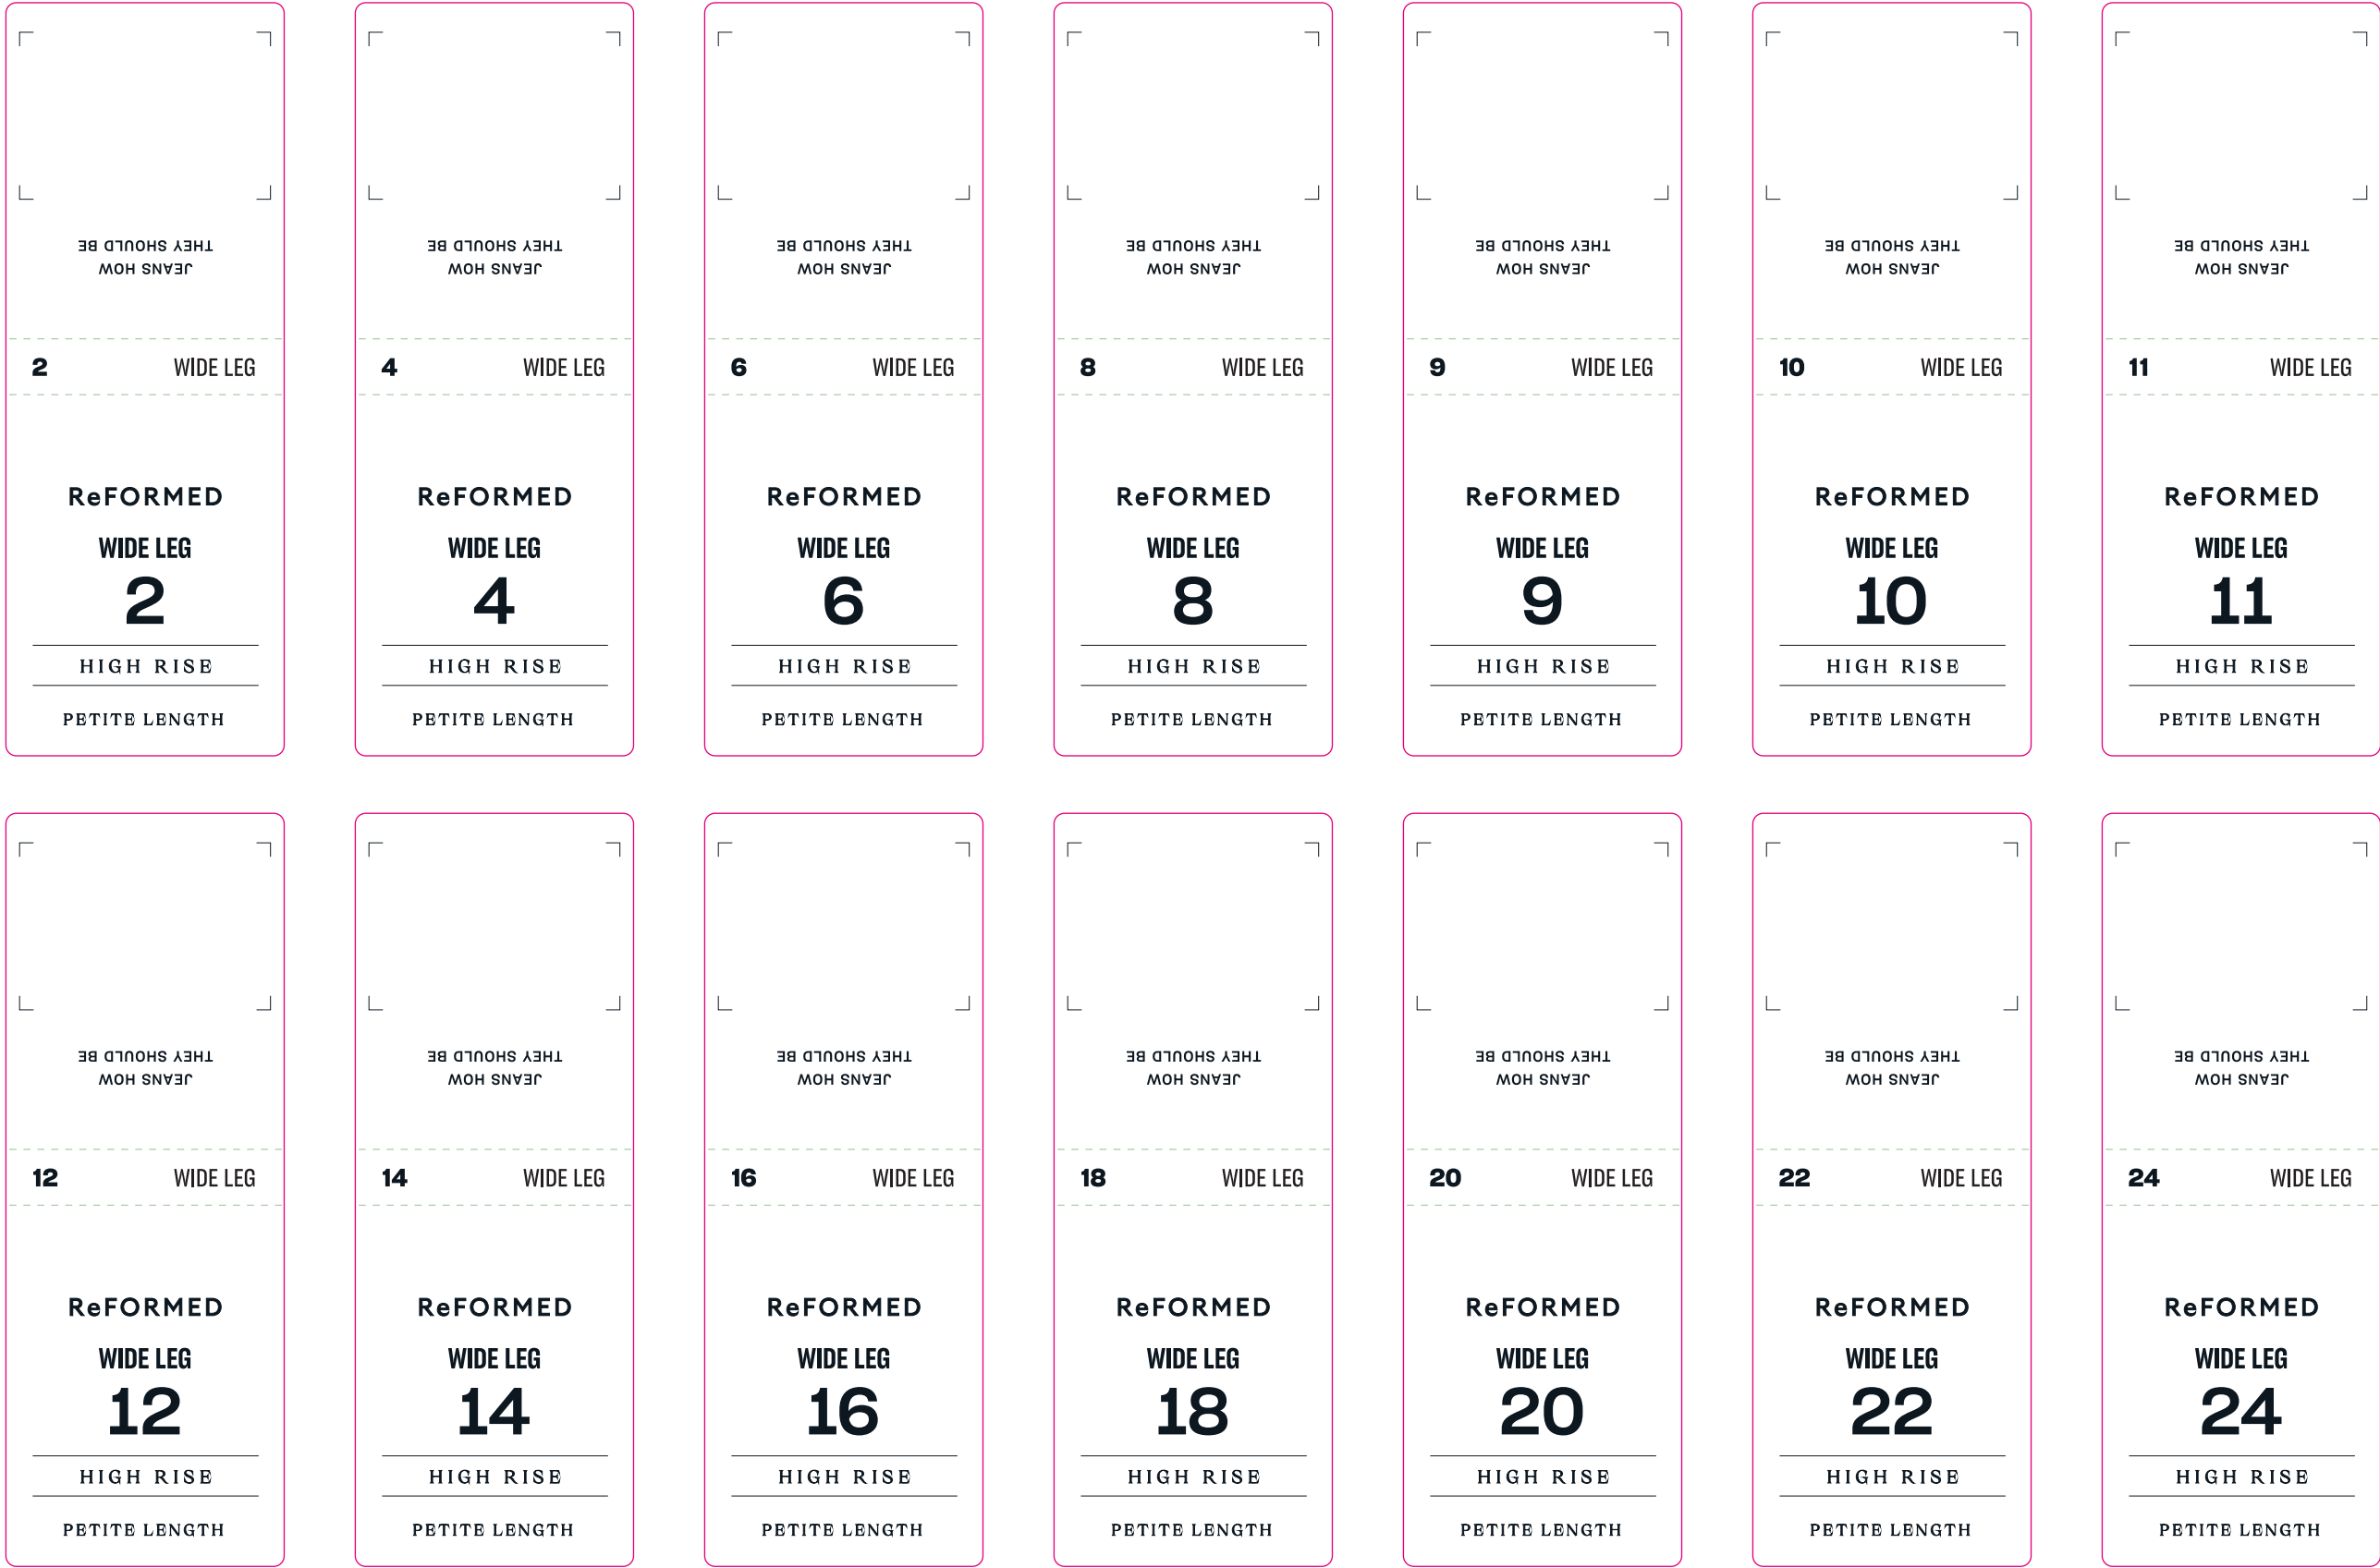 THEY SHOULD BE
JEANS HOW
2 WIDE LEG
ReFORMED
WIDE LEG
2
HIGH RISE
PETITE LENGTH
THEY SHOULD BE
JEANS HOW
4 WIDE LEG
ReFORMED
WIDE LEG
4
HIGH RISE
PETITE LENGTH
THEY SHOULD BE
JEANS HOW
6 WIDE LEG
ReFORMED
WIDE LEG
6
HIGH RISE
PETITE LENGTH
THEY SHOULD BE
JEANS HOW
8 WIDE LEG
ReFORMED
WIDE LEG
8
HIGH RISE
PETITE LENGTH
THEY SHOULD BE
JEANS HOW
9 WIDE LEG
ReFORMED
WIDE LEG
9
HIGH RISE
PETITE LENGTH
THEY SHOULD BE
JEANS HOW
10 WIDE LEG
ReFORMED
WIDE LEG
10
HIGH RISE
PETITE LENGTH
THEY SHOULD BE
JEANS HOW
11 WIDE LEG
ReFORMED
WIDE LEG
11
HIGH RISE
PETITE LENGTH
THEY SHOULD BE
JEANS HOW
12 WIDE LEG
ReFORMED
WIDE LEG
12
HIGH RISE
PETITE LENGTH
THEY SHOULD BE
JEANS HOW
14 WIDE LEG
ReFORMED
WIDE LEG
14
HIGH RISE
PETITE LENGTH
THEY SHOULD BE
JEANS HOW
16 WIDE LEG
ReFORMED
WIDE LEG
16
HIGH RISE
PETITE LENGTH
THEY SHOULD BE
JEANS HOW
18 WIDE LEG
ReFORMED
WIDE LEG
18
HIGH RISE
PETITE LENGTH
THEY SHOULD BE
JEANS HOW
20 WIDE LEG
ReFORMED
WIDE LEG
20
HIGH RISE
PETITE LENGTH
THEY SHOULD BE
JEANS HOW
22 WIDE LEG
ReFORMED
WIDE LEG
22
HIGH RISE
PETITE LENGTH
THEY SHOULD BE
JEANS HOW
24 WIDE LEG
ReFORMED
WIDE LEG
24
HIGH RISE
PETITE LENGTH